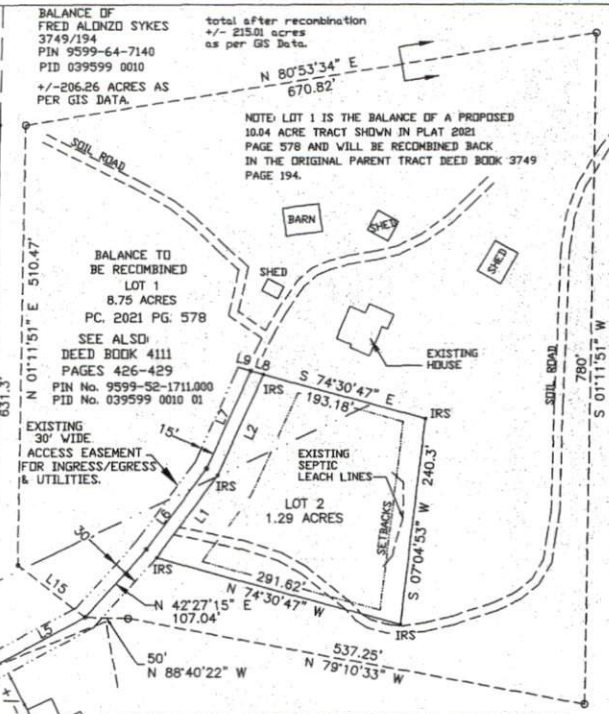 BALANCE OF
FRED ALONZO SYKES
3749/194
PIN 9599-64-7140
PID 039599 0010
+/-206.26 ACRES AS
PER GIS DATA.
total after recombination
+/- 215.01 acres
as per GIS Data.
N 80°53'34" E
670.82'
NOTE: LOT 1 IS THE BALANCE OF A PROPOSED
10.04 ACRE TRACT SHOWN IN PLAT 2021
PAGE 578 AND WILL BE RECOMBINED BACK
IN THE ORIGINAL PARENT TRACT DEED BOOK 3749
PAGE 194.
SOIL ROAD
BARN
SHED
SHED
SHED
N 01°11'51" E 510.47'
631.3'
BALANCE TO
BE RECOMBINED
LOT 1
8.75 ACRES
PC. 2021 PG: 578
SEE ALSO:
DEED BOOK 4111
PAGES 426-429
PIN No. 9599-52-1711.000
PID No. 039599 0010 01
EXISTING
HOUSE
SOIL ROAD
780'
S 01°11'51" W
L9 L8
IRS
S 74°30'47" E
193.18'
IRS
EXISTING
30' WIDE
ACCESS EASEMENT
FOR INGRESS/EGRESS
& UTILITIES.
15'
L7
L2
IRS
EXISTING
SEPTIC
LEACH LINES
LOT 2
1.29 ACRES
SETBACKS
S 07°04'53" W 240.3'
L6
L1
30'
IRS
291.62'
N 74°30'47" W
IRS
L15
L5
N 42°27'15" E
107.04'
50'
N 88°40'22" W
537.25'
N 79°10'33" W
+/-